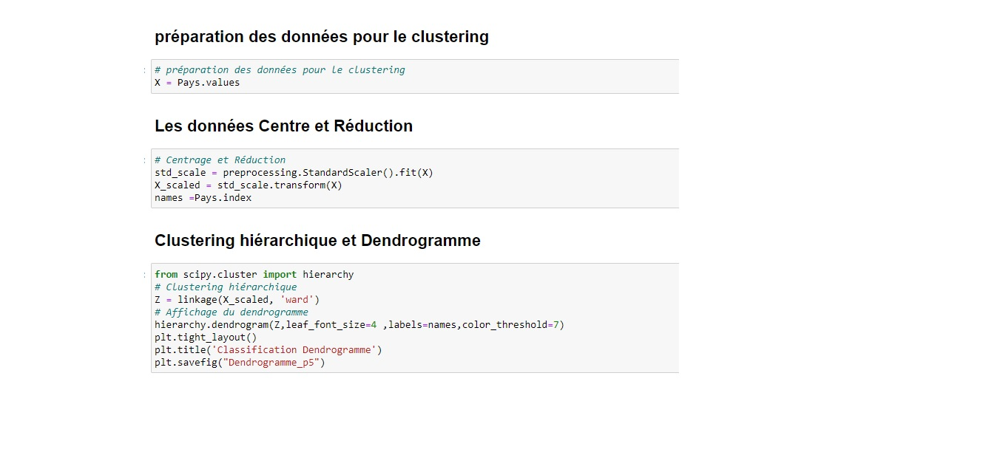 préparation des données pour le clustering
: # préparation des données pour le clustering
X = Pays.values
Les données Centre et Réduction
: # Centrage et Réduction
std_scale = preprocessing.StandardScaler().fit(X)
X_scaled = std_scale.transform(X)
names =Pays.index
Clustering hiérarchique et Dendrogramme
: from scipy.cluster import hierarchy
# Clustering hiérarchique
Z = linkage(X_scaled, 'ward')
# Affichage du dendrogramme
hierarchy.dendrogram(Z,leaf_font_size=4 ,labels=names,color_threshold=7)
plt.tight_layout()
plt.title('Classification Dendrogramme')
plt.savefig("Dendrogramme_p5")